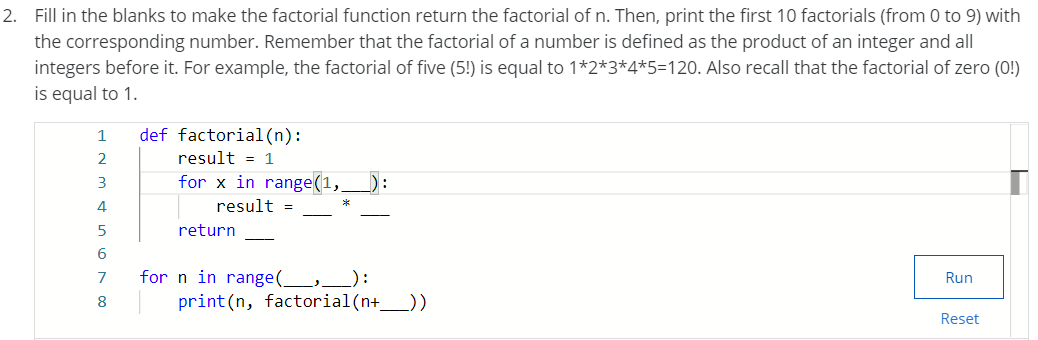 2. Fill in the blanks to make the factorial function return the factorial of n. Then, print the first 10 factorials (from 0 to 9) with
the corresponding number. Remember that the factorial of a number is defined as the product of an integer and all
integers before it. For example, the factorial of five (5!) is equal to 1*2*3*4*5=120. Also recall that the factorial of zero (0!)
is equal to 1.
1 def factorial(n):
2 result = 1
3 for x in range(1,___):
4 result = ___ * ___
5 return ___
6
7 for n in range(___,___):
8 print(n, factorial(n+___))
Run
Reset